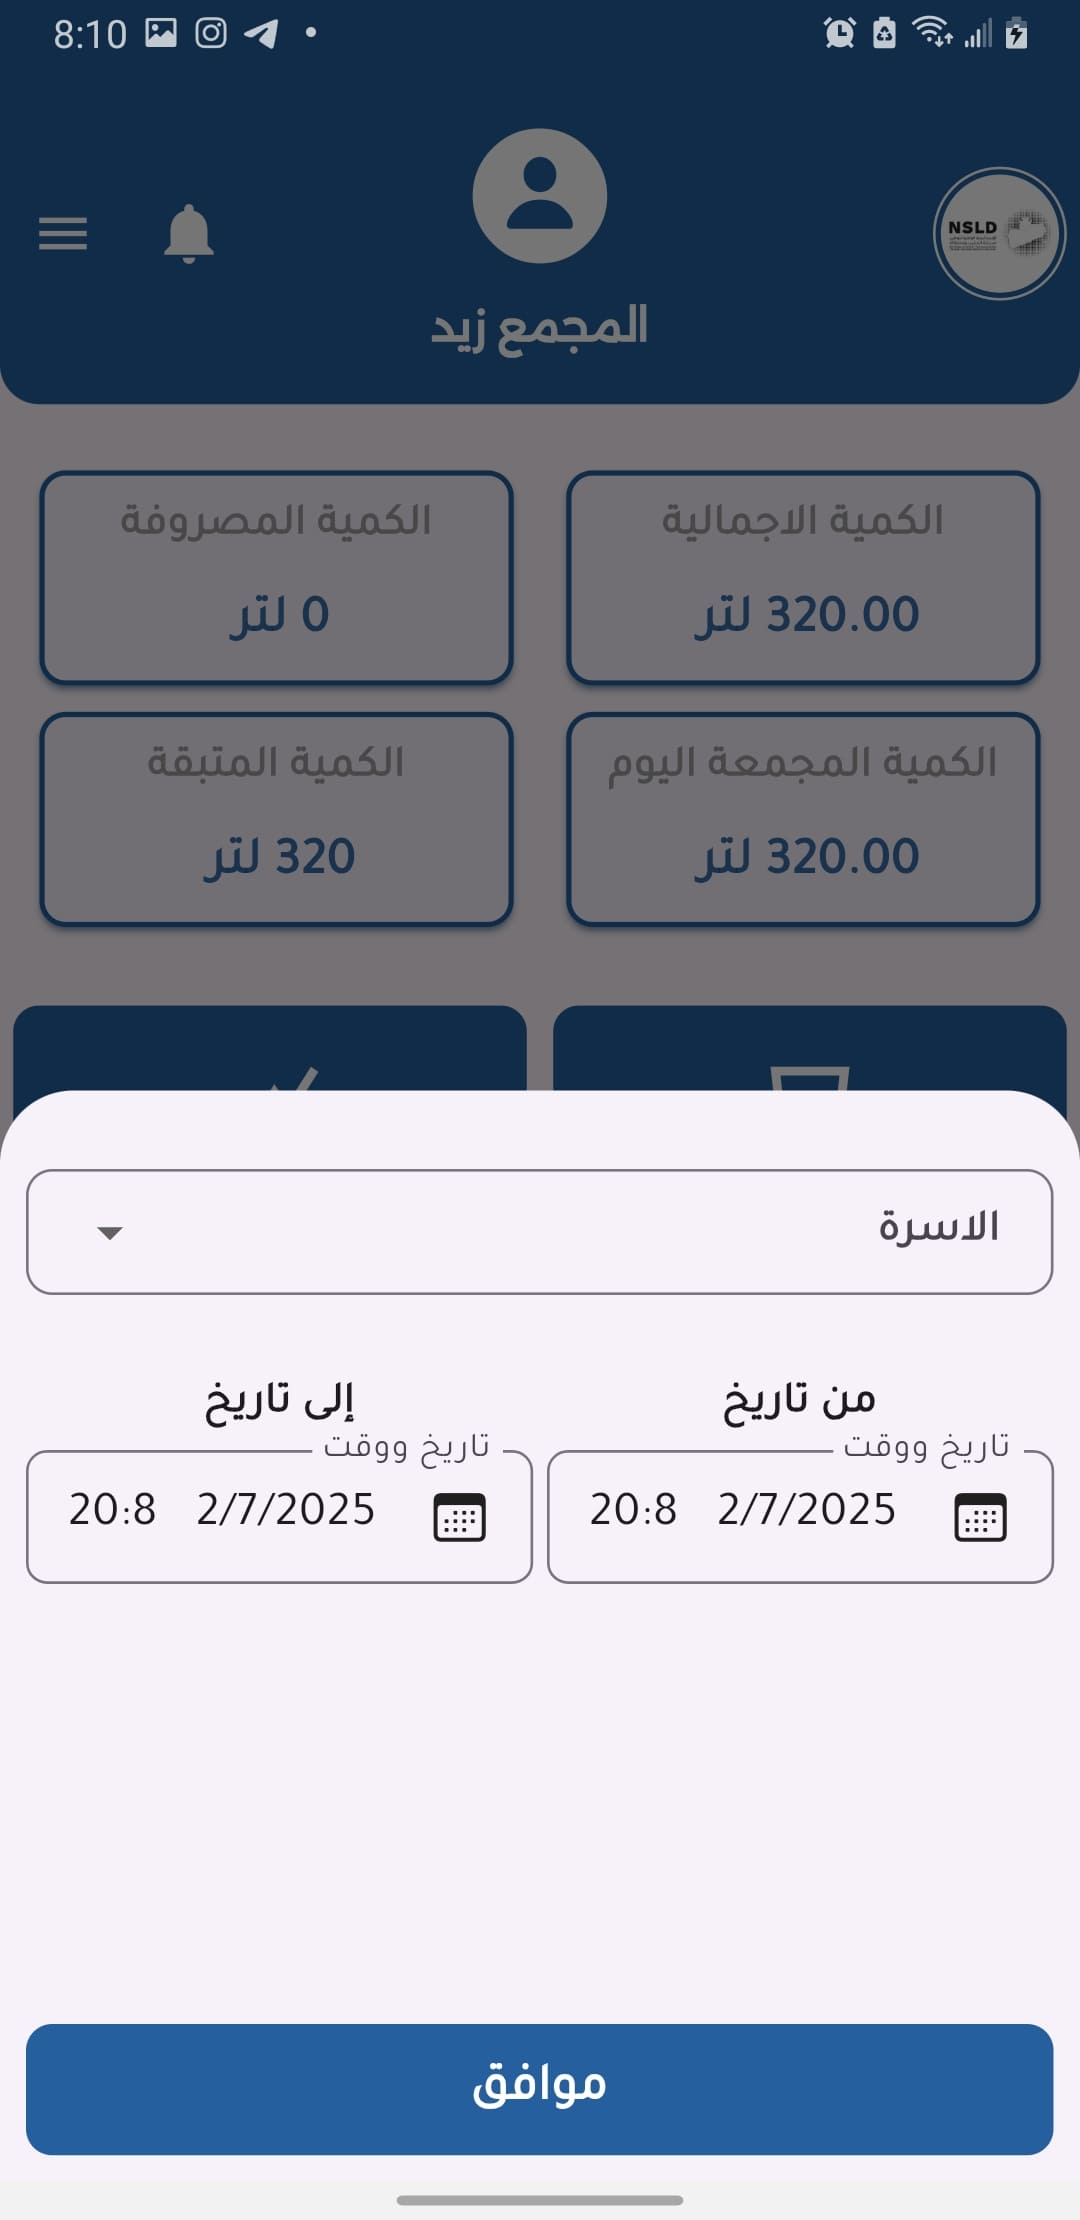 8:10
NSLD
المجمع زيد
الكمية الاجمالية
320.00 لتر
الكمية المصروفة
0 لتر
الكمية المجمعة اليوم
320.00 لتر
الكمية المتبقة
320 لتر
الاسرة
من تاريخ
تاريخ ووقت
2/7/2025 20:8
إلى تاريخ
تاريخ ووقت
2/7/2025 20:8
موافق